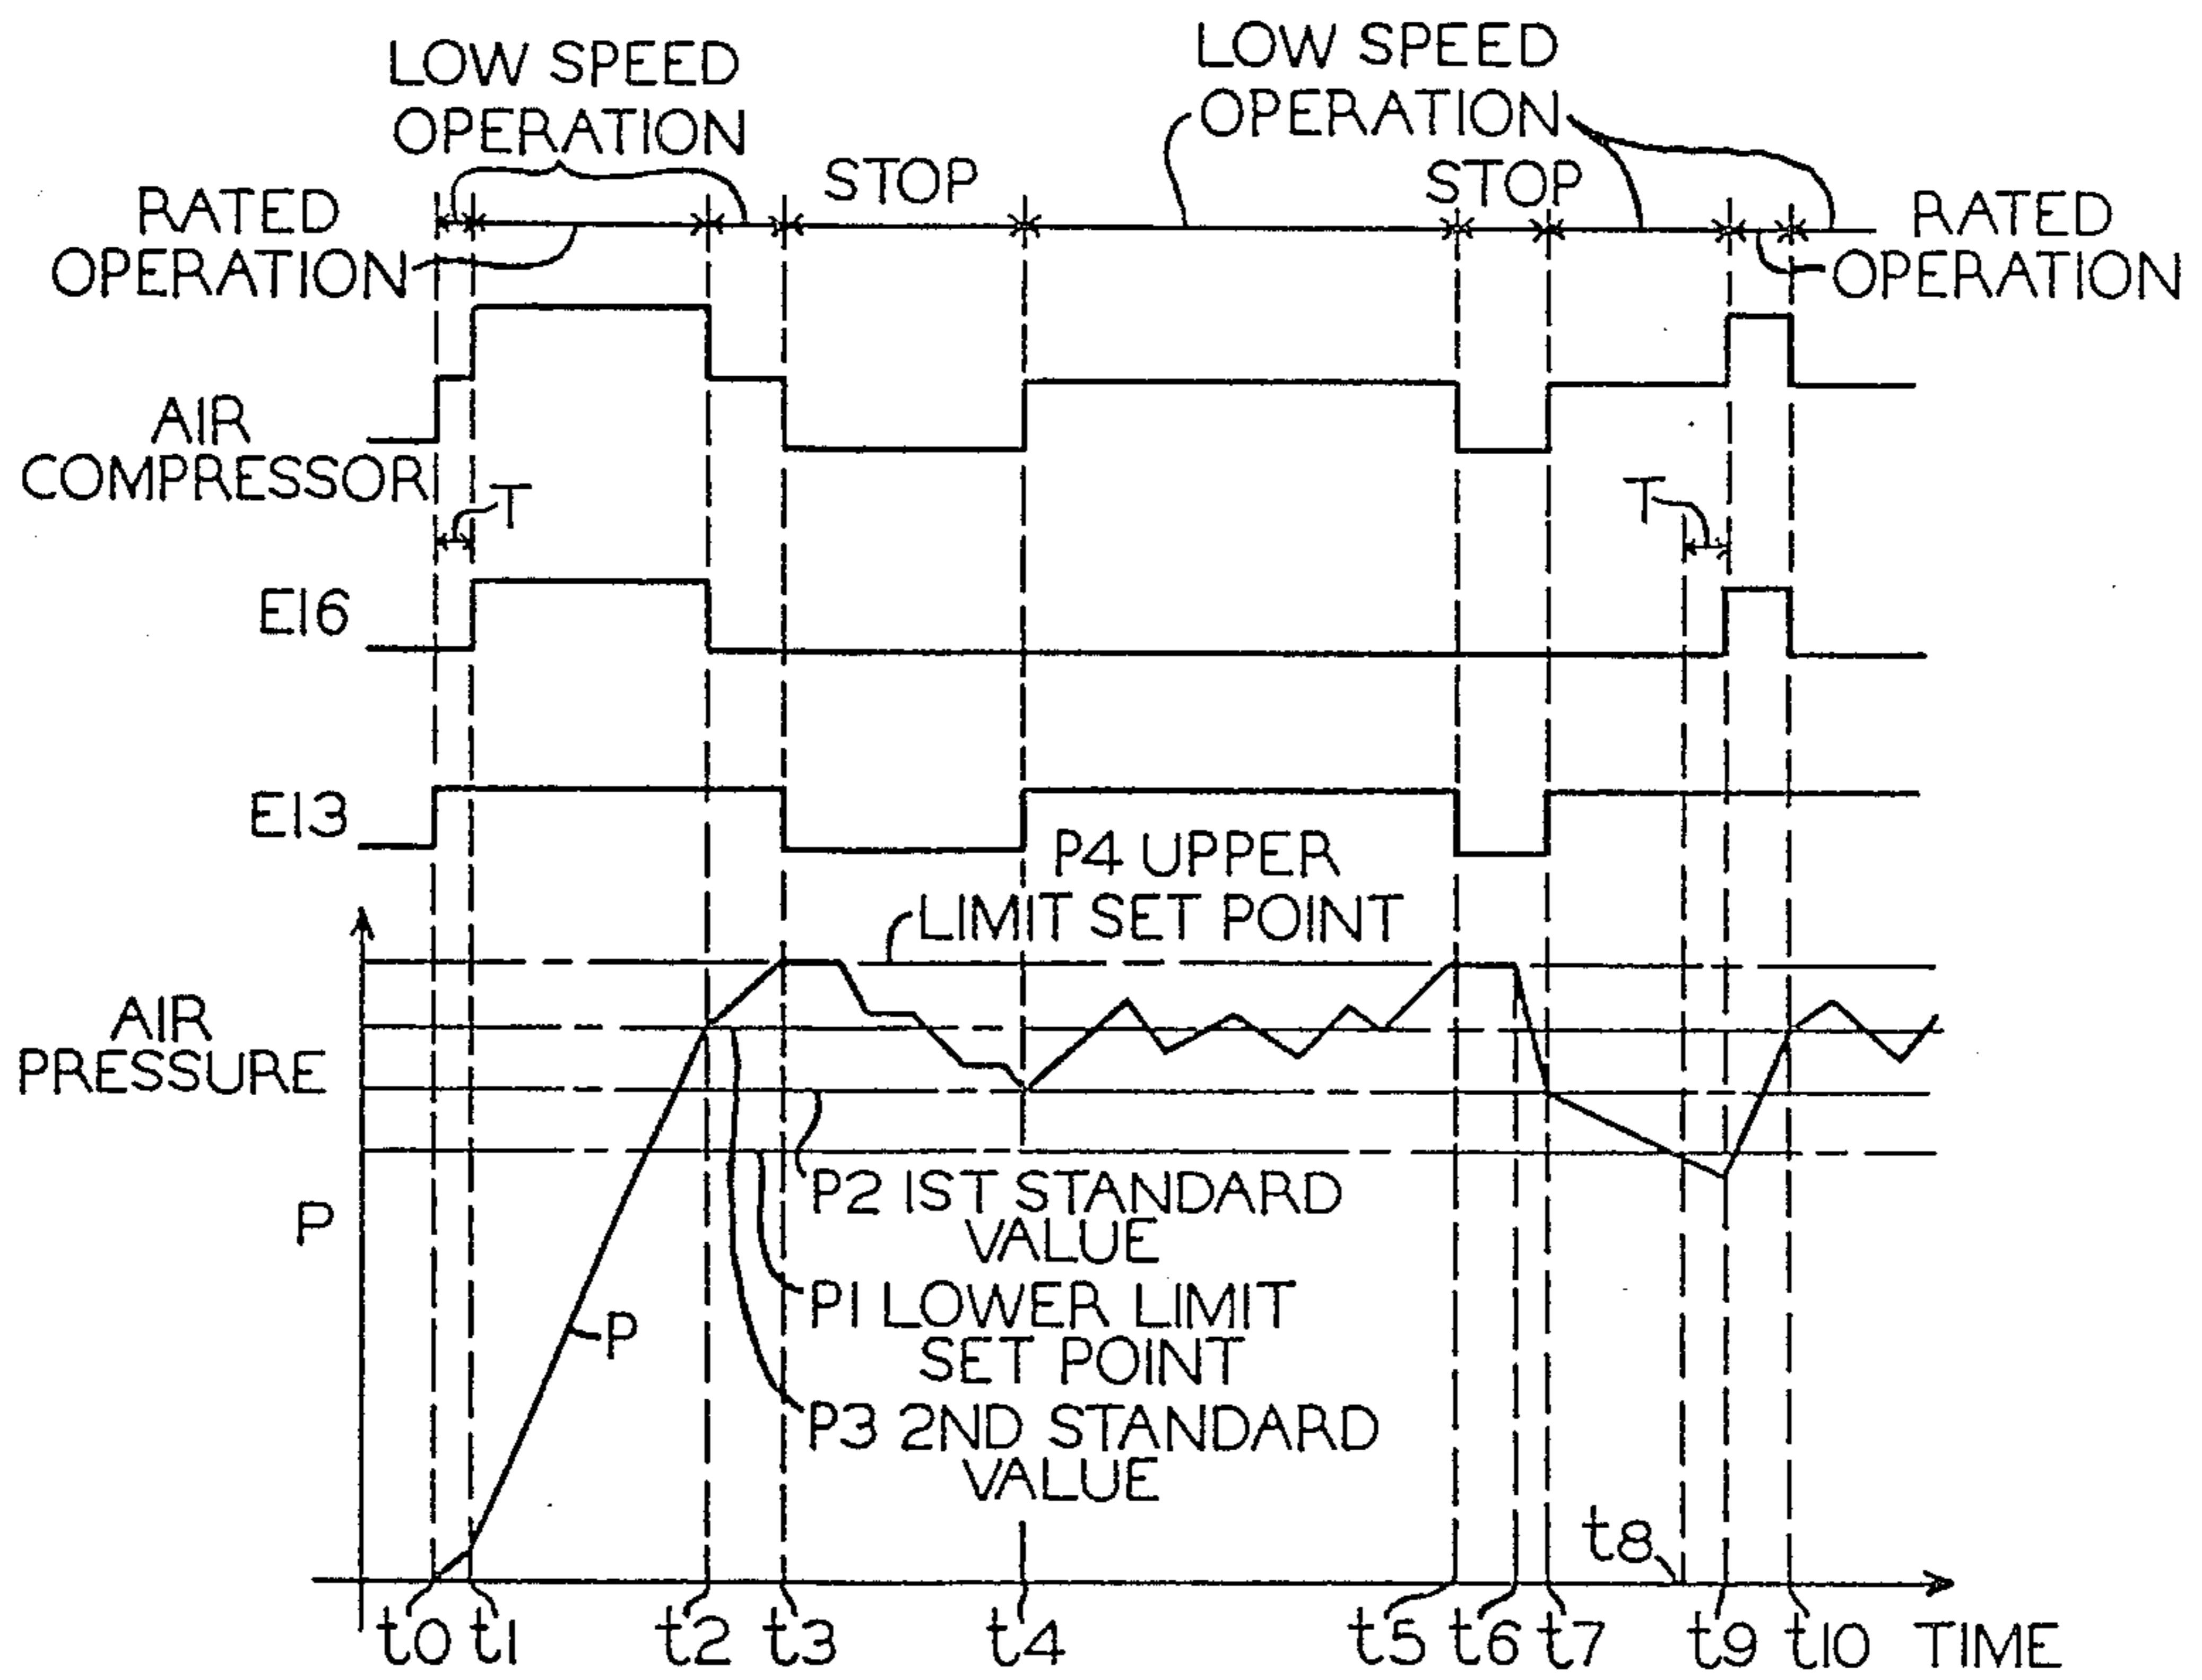 LOW SPEED
OPERATION
LOW SPEED
OPERATION
STOP
STOP
RATED
OPERATION
RATED
OPERATION
AIR
COMPRESSOR
T
T
E16
E13
P4 UPPER
LIMIT SET POINT
AIR
PRESSURE
P2 1ST STANDARD
VALUE
P
P1 LOWER LIMIT
SET POINT
P
P3 2ND STANDARD
VALUE
t8
t0 t1 t2 t3 t4 t5 t6 t7 t9 t10 TIME